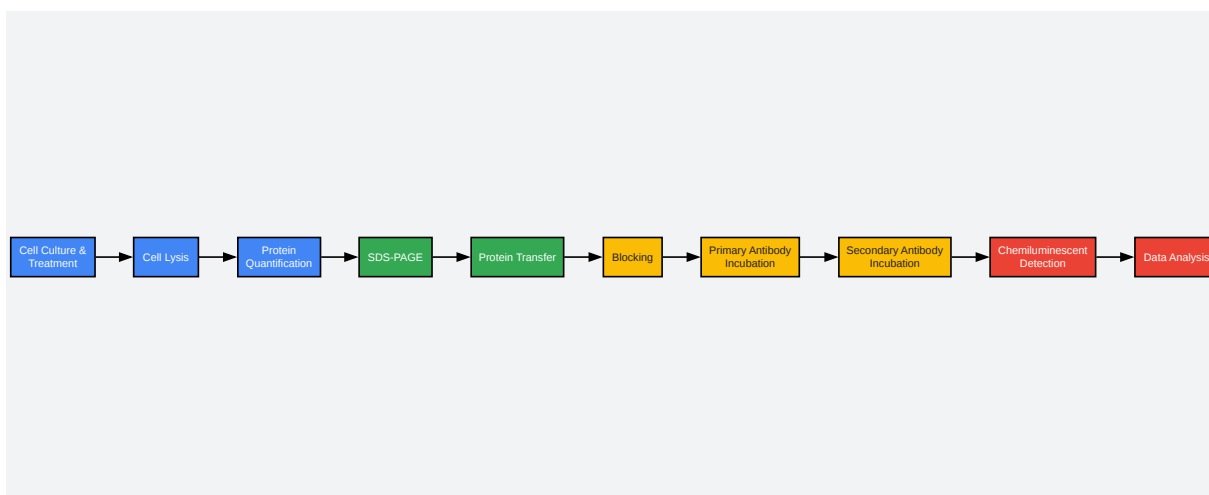 Cell Culture &
Treatment
Cell Lysis
Protein
Quantification
SDS-PAGE
Protein Transfer
Blocking
Primary Antibody
Incubation
Secondary Antibody
Incubation
Chemiluminescent
Detection
Data Analysis